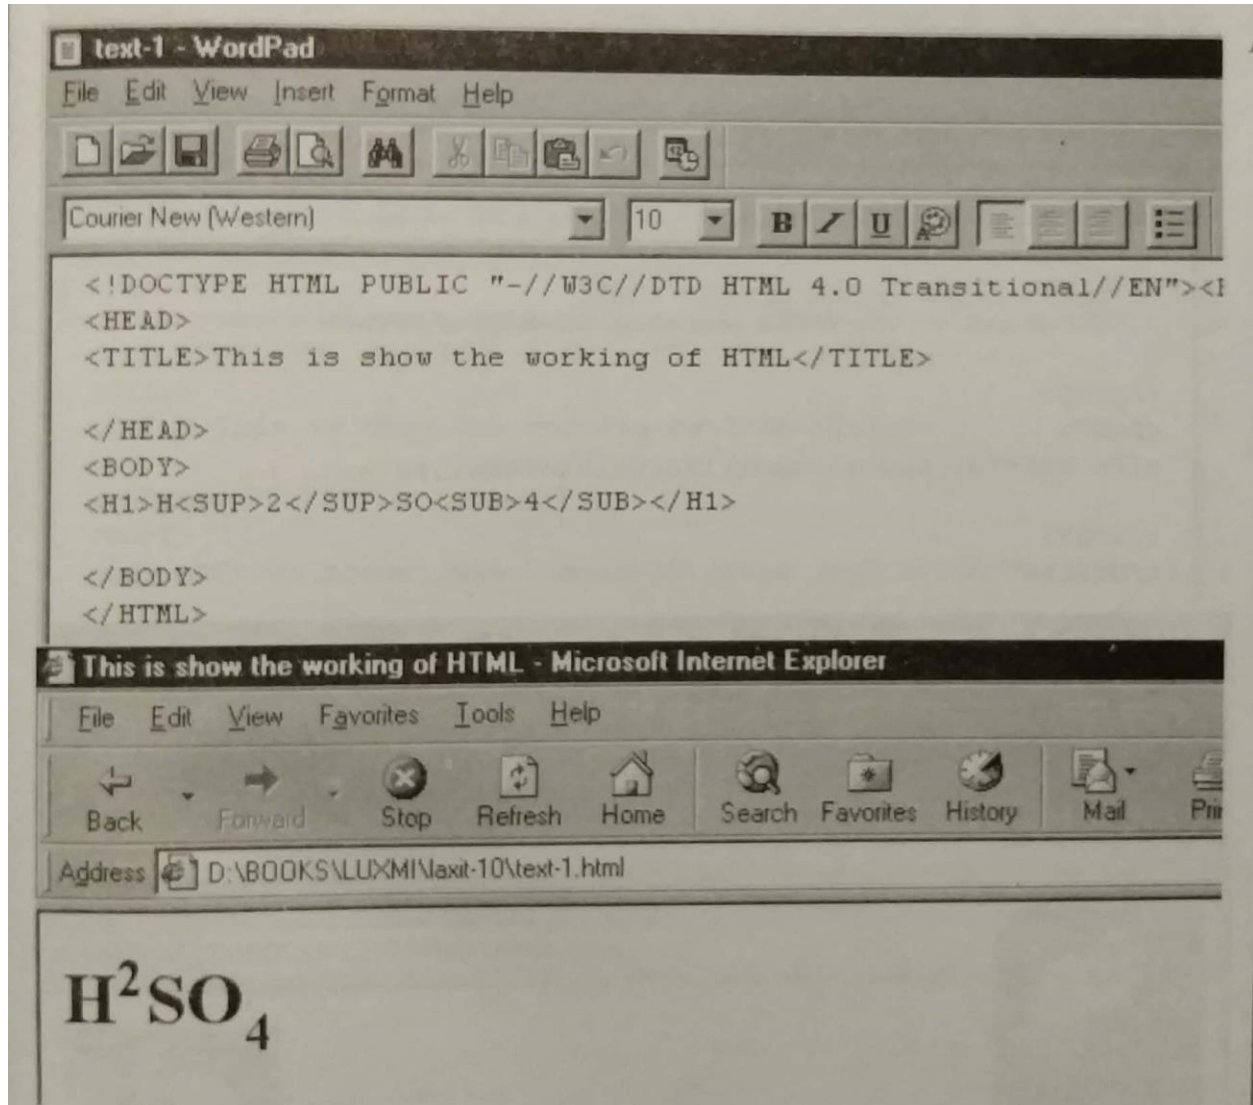 text-1 - WordPad
File Edit View Insert Format Help
Courier New (Western) 10 B I U
<!DOCTYPE HTML PUBLIC "-//W3C//DTD HTML 4.0 Transitional//EN"><
<HEAD>
<TITLE>This is show the working of HTML</TITLE>
</HEAD>
<BODY>
<H1>H<SUP>2</SUP>SO<SUB>4</SUB></H1>
</BODY>
</HTML>
This is show the working of HTML - Microsoft Internet Explorer
File Edit View Favorites Tools Help
Back Forward Stop Refresh Home Search Favorites History Mail
Address D:\BOOKS\LUXMI\laxit-10\text-1.html
H²SO₄